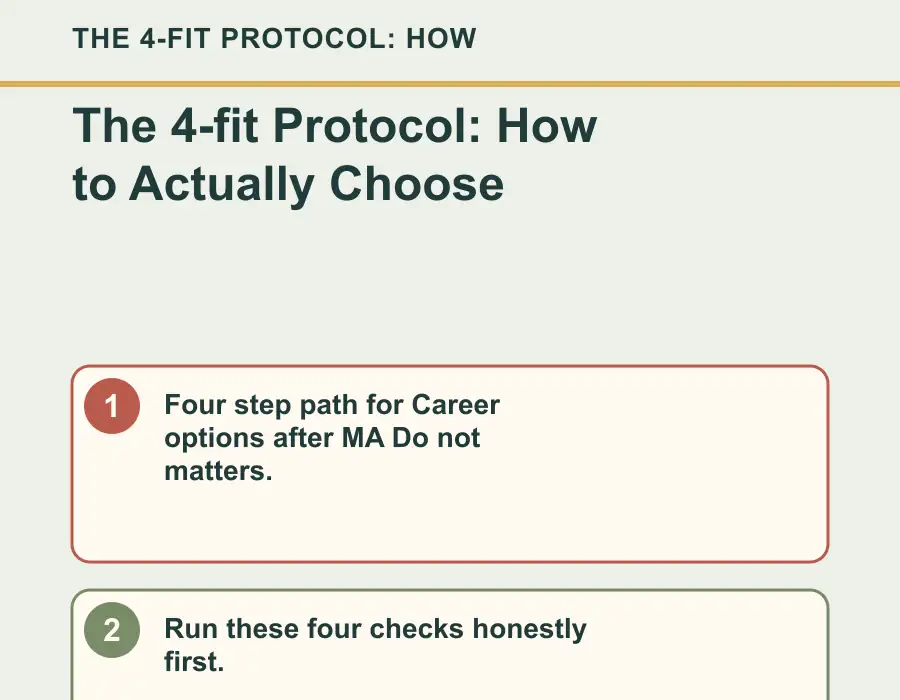 THE 4-FIT PROTOCOL: HOW
The 4-fit Protocol: How
to Actually Choose
1
Four step path for Career
options after MA Do not
matters.
2
Run these four checks honestly
first.